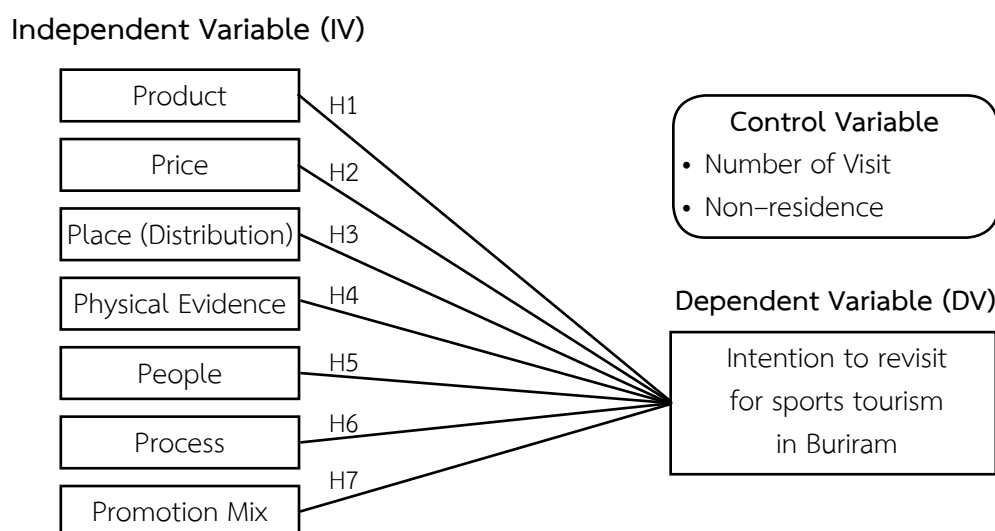 Independent Variable (IV)
Product
Price
Place (Distribution)
Physical Evidence
People
Process
Promotion Mix
H1
H2
H3
H4
H5
H6
H7
Control Variable
• Number of Visit
• Non–residence
Dependent Variable (DV)
Intention to revisit
for sports tourism
in Buriram